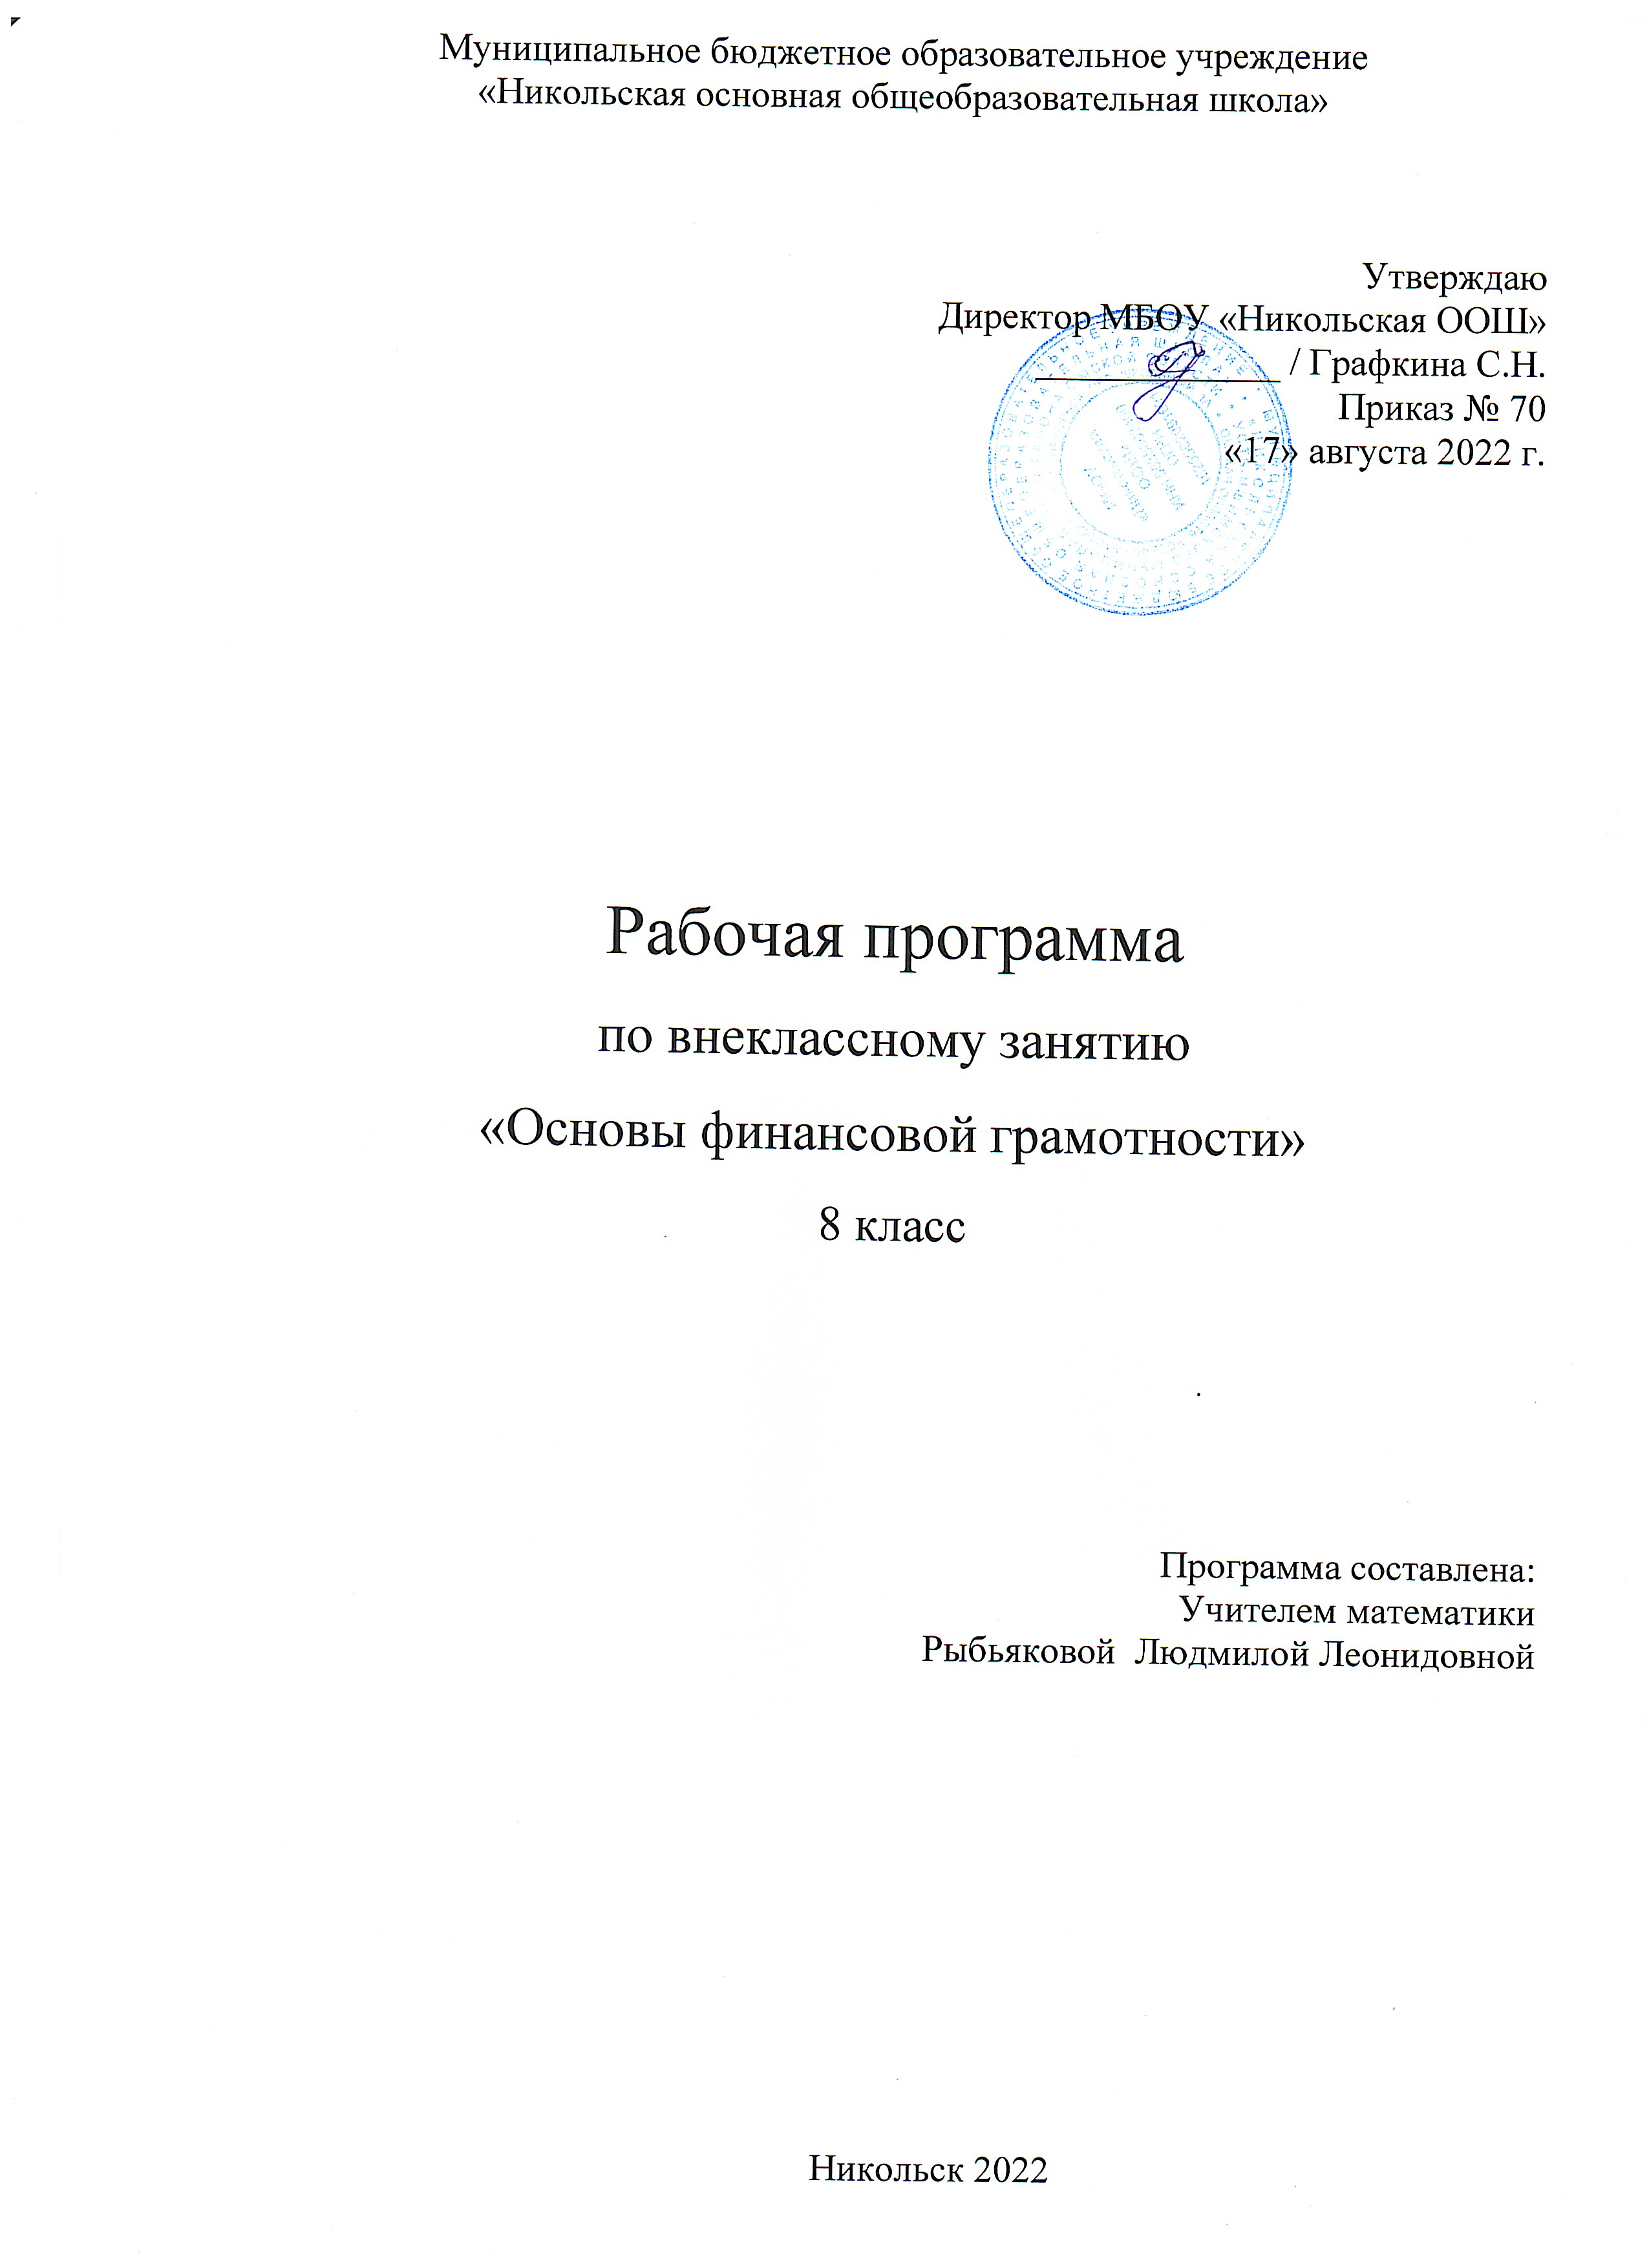 Муниципальное бюджетное образовательное учреждение
«Никольская основная общеобразовательная школа»
Утверждаю
Директор МБОУ «Никольская ООШ»
____________ / Графкина С.Н.
Приказ № 70
«17» августа 2022 г.
Рабочая программа
по внеклассному занятию
«Основы финансовой грамотности»
8 класс
Программа составлена:
Учителем математики
Рыбьяковой Людмилой Леонидовной
Никольск 2022